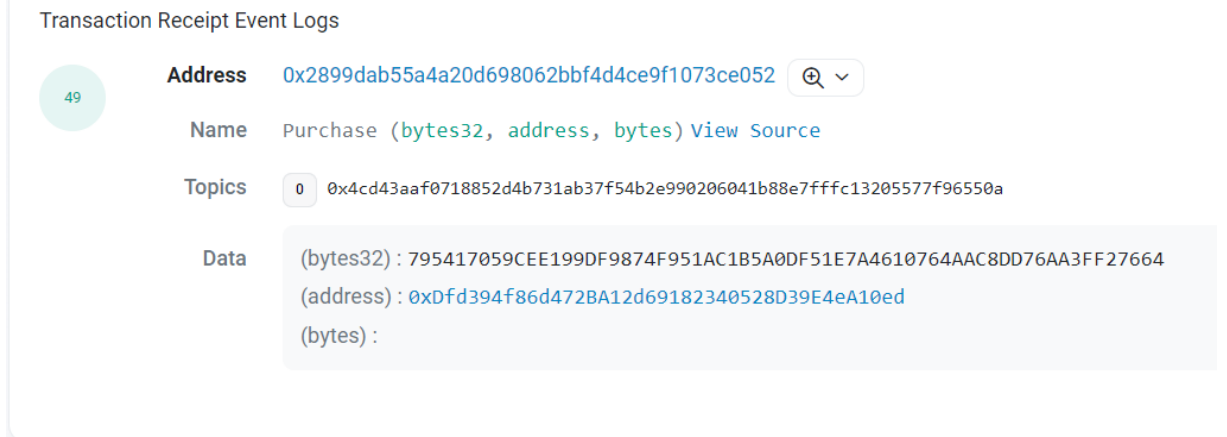 Transaction Receipt Event Logs
49
Address 0x2899dab55a4a20d698062bbf4d4ce9f1073ce052
Name Purchase (bytes32, address, bytes) View Source
Topics 0 0x4cd43aaf0718852d4b731ab37f54b2e990206041b88e7fffc13205577f96550a
Data (bytes32) : 795417059CEE199DF9874F951AC1B5A0DF51E7A4610764AAC8DD76AA3FF27664
(address) : 0xDfd394f86d472BA12d69182340528D39E4eA10ed
(bytes) :